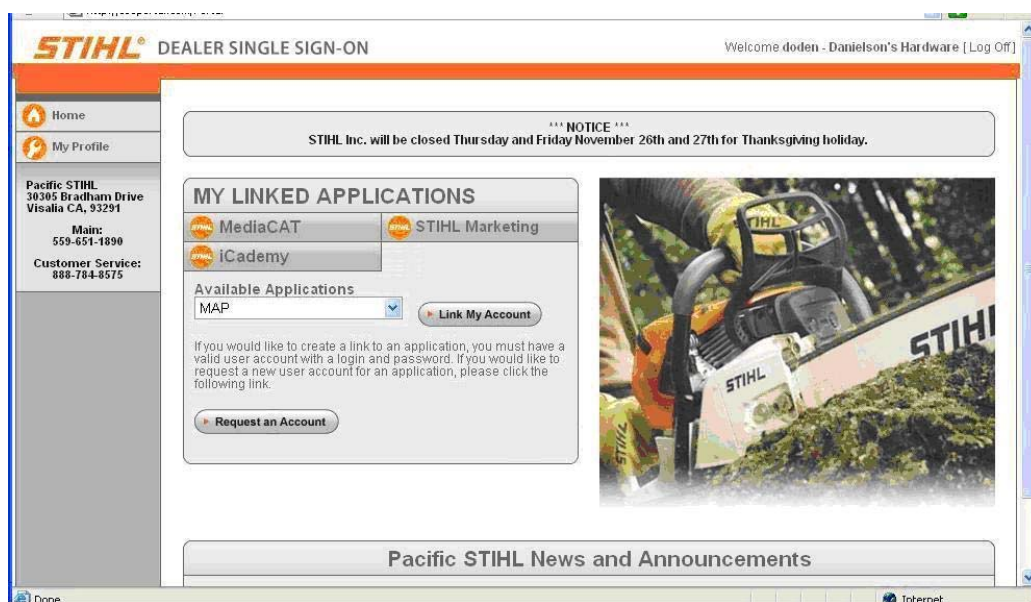 STIHL® DEALER SINGLE SIGN-ON
Welcome doden - Danielson's Hardware [ Log Off ]
Home
My Profile
Pacific STIHL
30305 Bradham Drive
Visalia CA, 93291
Main:
559-651-1890
Customer Service:
888-784-8575
*** NOTICE ***
STIHL Inc. will be closed Thursday and Friday November 26th and 27th for Thanksgiving holiday.
MY LINKED APPLICATIONS
MediaCAT
STIHL Marketing
iCademy
Available Applications
MAP
Link My Account
If you would like to create a link to an application, you must have a
valid user account with a login and password. If you would like to
request a new user account for an application, please click the
following link.
Request an Account
STIHL
STIHL
STIHL
STIHL
Pacific STIHL News and Announcements
Done
Internet